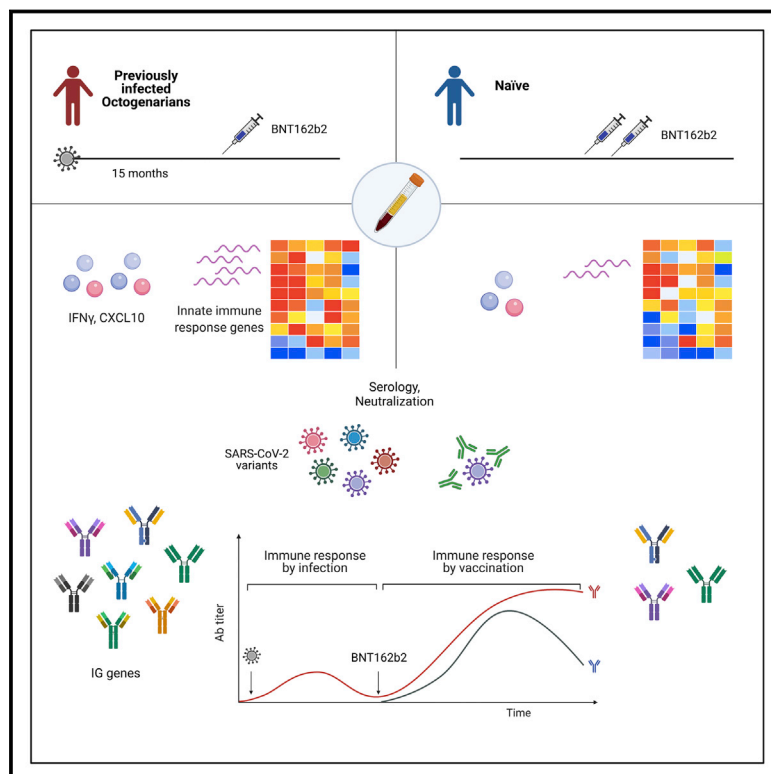 Previously
infected
Octogenarians
BNT162b2
15 months
Naïve
BNT162b2
IFNγ, CXCL10
Innate immune
response genes
Serology,
Neutralization
SARS-CoV-2
variants
IG genes
Ab titer
Immune response
by infection
Immune response
by vaccination
BNT162b2
Time